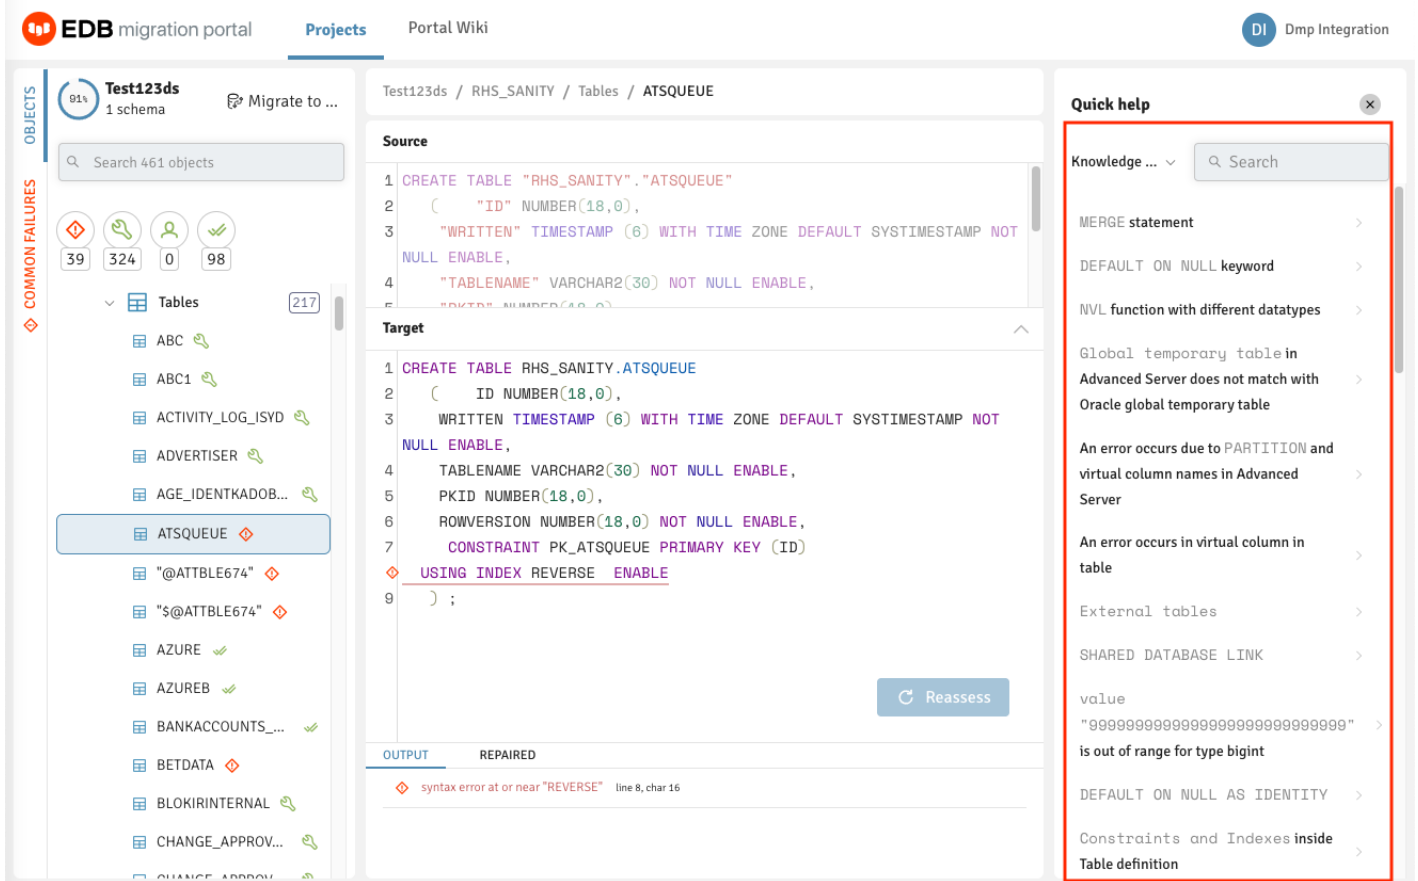 EDB migration portal
Projects
Portal Wiki
DI
Dmp Integration
OBJECTS
COMMON FAILURES
91%
Test123ds
1 schema
Migrate to ...
Search 461 objects
39
324
0
98
Tables
217
ABC
ABC1
ACTIVITY_LOG_ISYD
ADVERTISER
AGE_IDENTKADOB...
ATSQUEUE
"@ATTBLE674"
"$@ATTBLE674"
AZURE
AZUREB
BANKACCOUNTS_...
BETDATA
BLOKIRINTERNAL
CHANGE_APPROV...
CHANGE_APPROV...
Test123ds / RHS_SANITY / Tables / ATSQUEUE
Source
1 CREATE TABLE "RHS_SANITY"."ATSQUEUE"
2 ( "ID" NUMBER(18,0),
3 "WRITTEN" TIMESTAMP (6) WITH TIME ZONE DEFAULT SYSTIMESTAMP NOT
NULL ENABLE,
4 "TABLENAME" VARCHAR2(30) NOT NULL ENABLE,
5 "PKID" NUMBER(18,0),
Target
1 CREATE TABLE RHS_SANITY.ATSQUEUE
2 ( ID NUMBER(18,0),
3 WRITTEN TIMESTAMP (6) WITH TIME ZONE DEFAULT SYSTIMESTAMP NOT
NULL ENABLE,
4 TABLENAME VARCHAR2(30) NOT NULL ENABLE,
5 PKID NUMBER(18,0),
6 ROWVERSION NUMBER(18,0) NOT NULL ENABLE,
7 CONSTRAINT PK_ATSQUEUE PRIMARY KEY (ID)
USING INDEX REVERSE ENABLE
9 ) ;
Reassess
OUTPUT
REPAIRED
syntax error at or near "REVERSE" line 8, char 16
Quick help
Knowledge ...
Search
MERGE statement
DEFAULT ON NULL keyword
NVL function with different datatypes
Global temporary table in
Advanced Server does not match with
Oracle global temporary table
An error occurs due to PARTITION and
virtual column names in Advanced
Server
An error occurs in virtual column in
table
External tables
SHARED DATABASE LINK
value
"9999999999999999999999999999"
is out of range for type bigint
DEFAULT ON NULL AS IDENTITY
Constraints and Indexes inside
Table definition